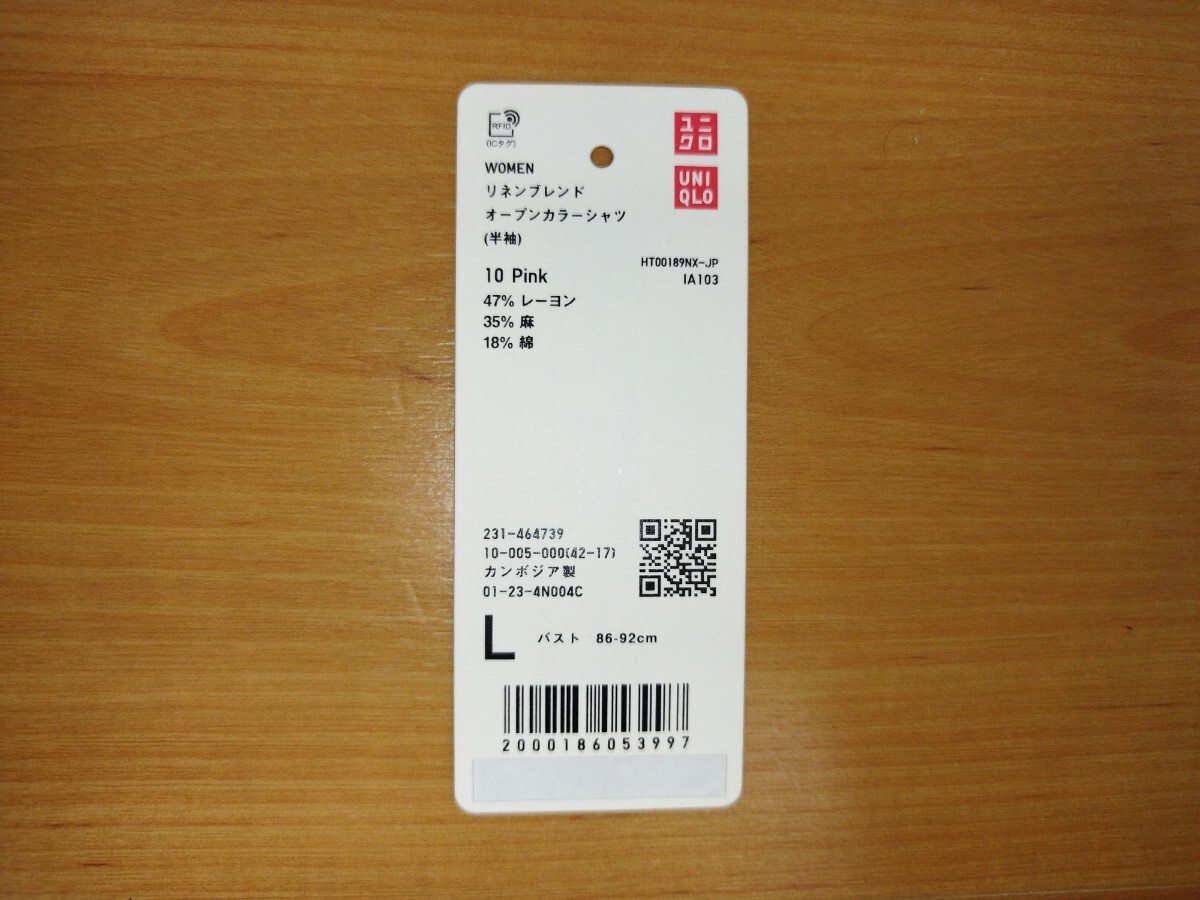 RFID
(ICタグ)
ユニ
クロ
UNI
QLO
WOMEN
リネンブレンド
オープンカラーシャツ
(半袖)
HT00189NX-JP
IA103
10 Pink
47% レーヨン
35% 麻
18% 綿
231-464739
10-005-000(42-17)
カンボジア製
01-23-4N004C
L バスト 86-92cm
2000186053997